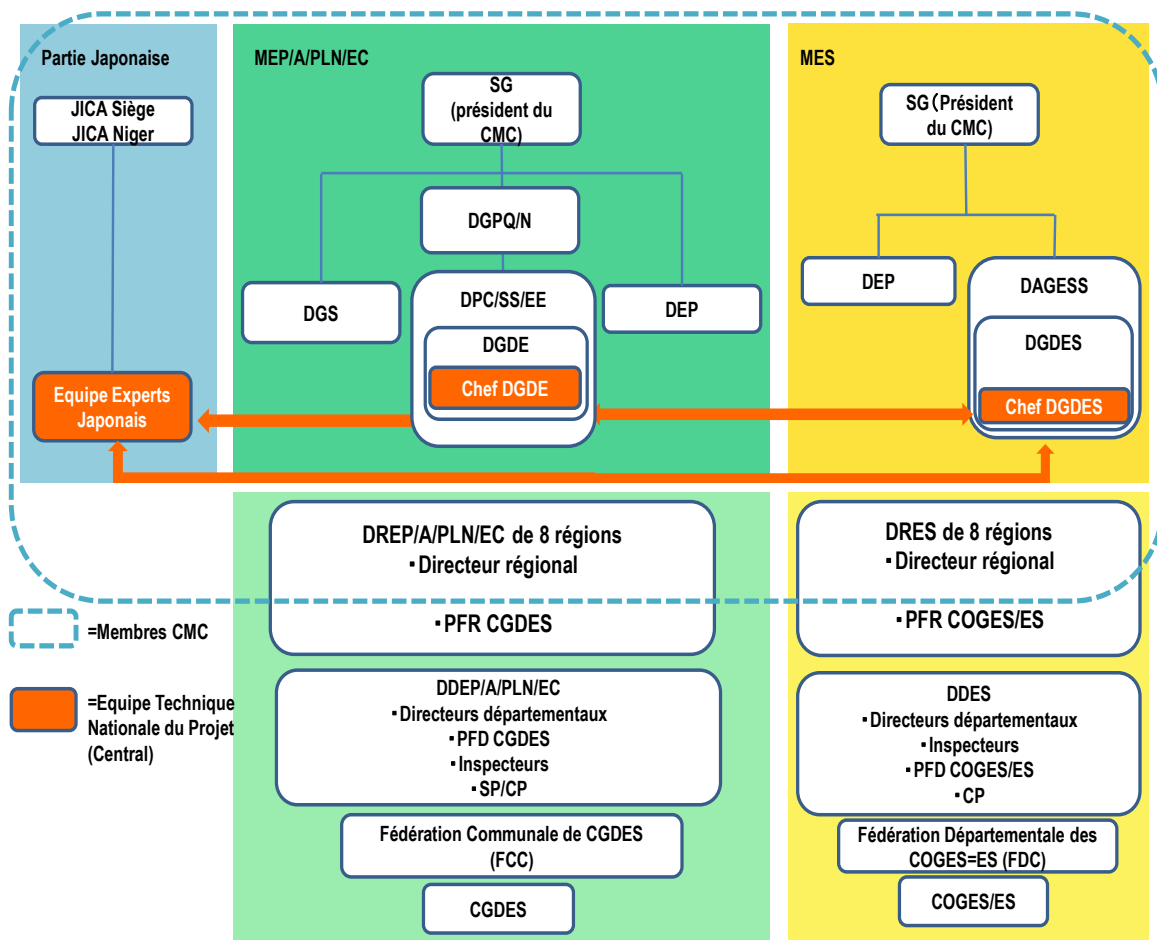 Partie Japonaise
JICA Siège
JICA Niger
Equipe Experts
Japonais
MEP/A/PLN/EC
SG
(président du
CMC)
DGPQ/N
DGS
DPC/SS/EE
DGDE
Chef DGDE
DEP
MES
SG(Président
du CMC)
DEP
DAGESS
DGDES
Chef DGDES
DREP/A/PLN/EC de 8 régions
・Directeur régional
・PFR CGDES
DRES de 8 régions
・Directeur régional
・PFR COGES/ES
=Membres CMC
=Equipe Technique
Nationale du Projet
(Central)
DDEP/A/PLN/EC
・Directeurs départementaux
・PFD CGDES
・Inspecteurs
・SP/CP
DDES
・Directeurs départementaux
・Inspecteurs
・PFD COGES/ES
・CP
Fédération Communale de CGDES
(FCC)
Fédération Départementale des
COGES=ES (FDC)
CGDES
COGES/ES